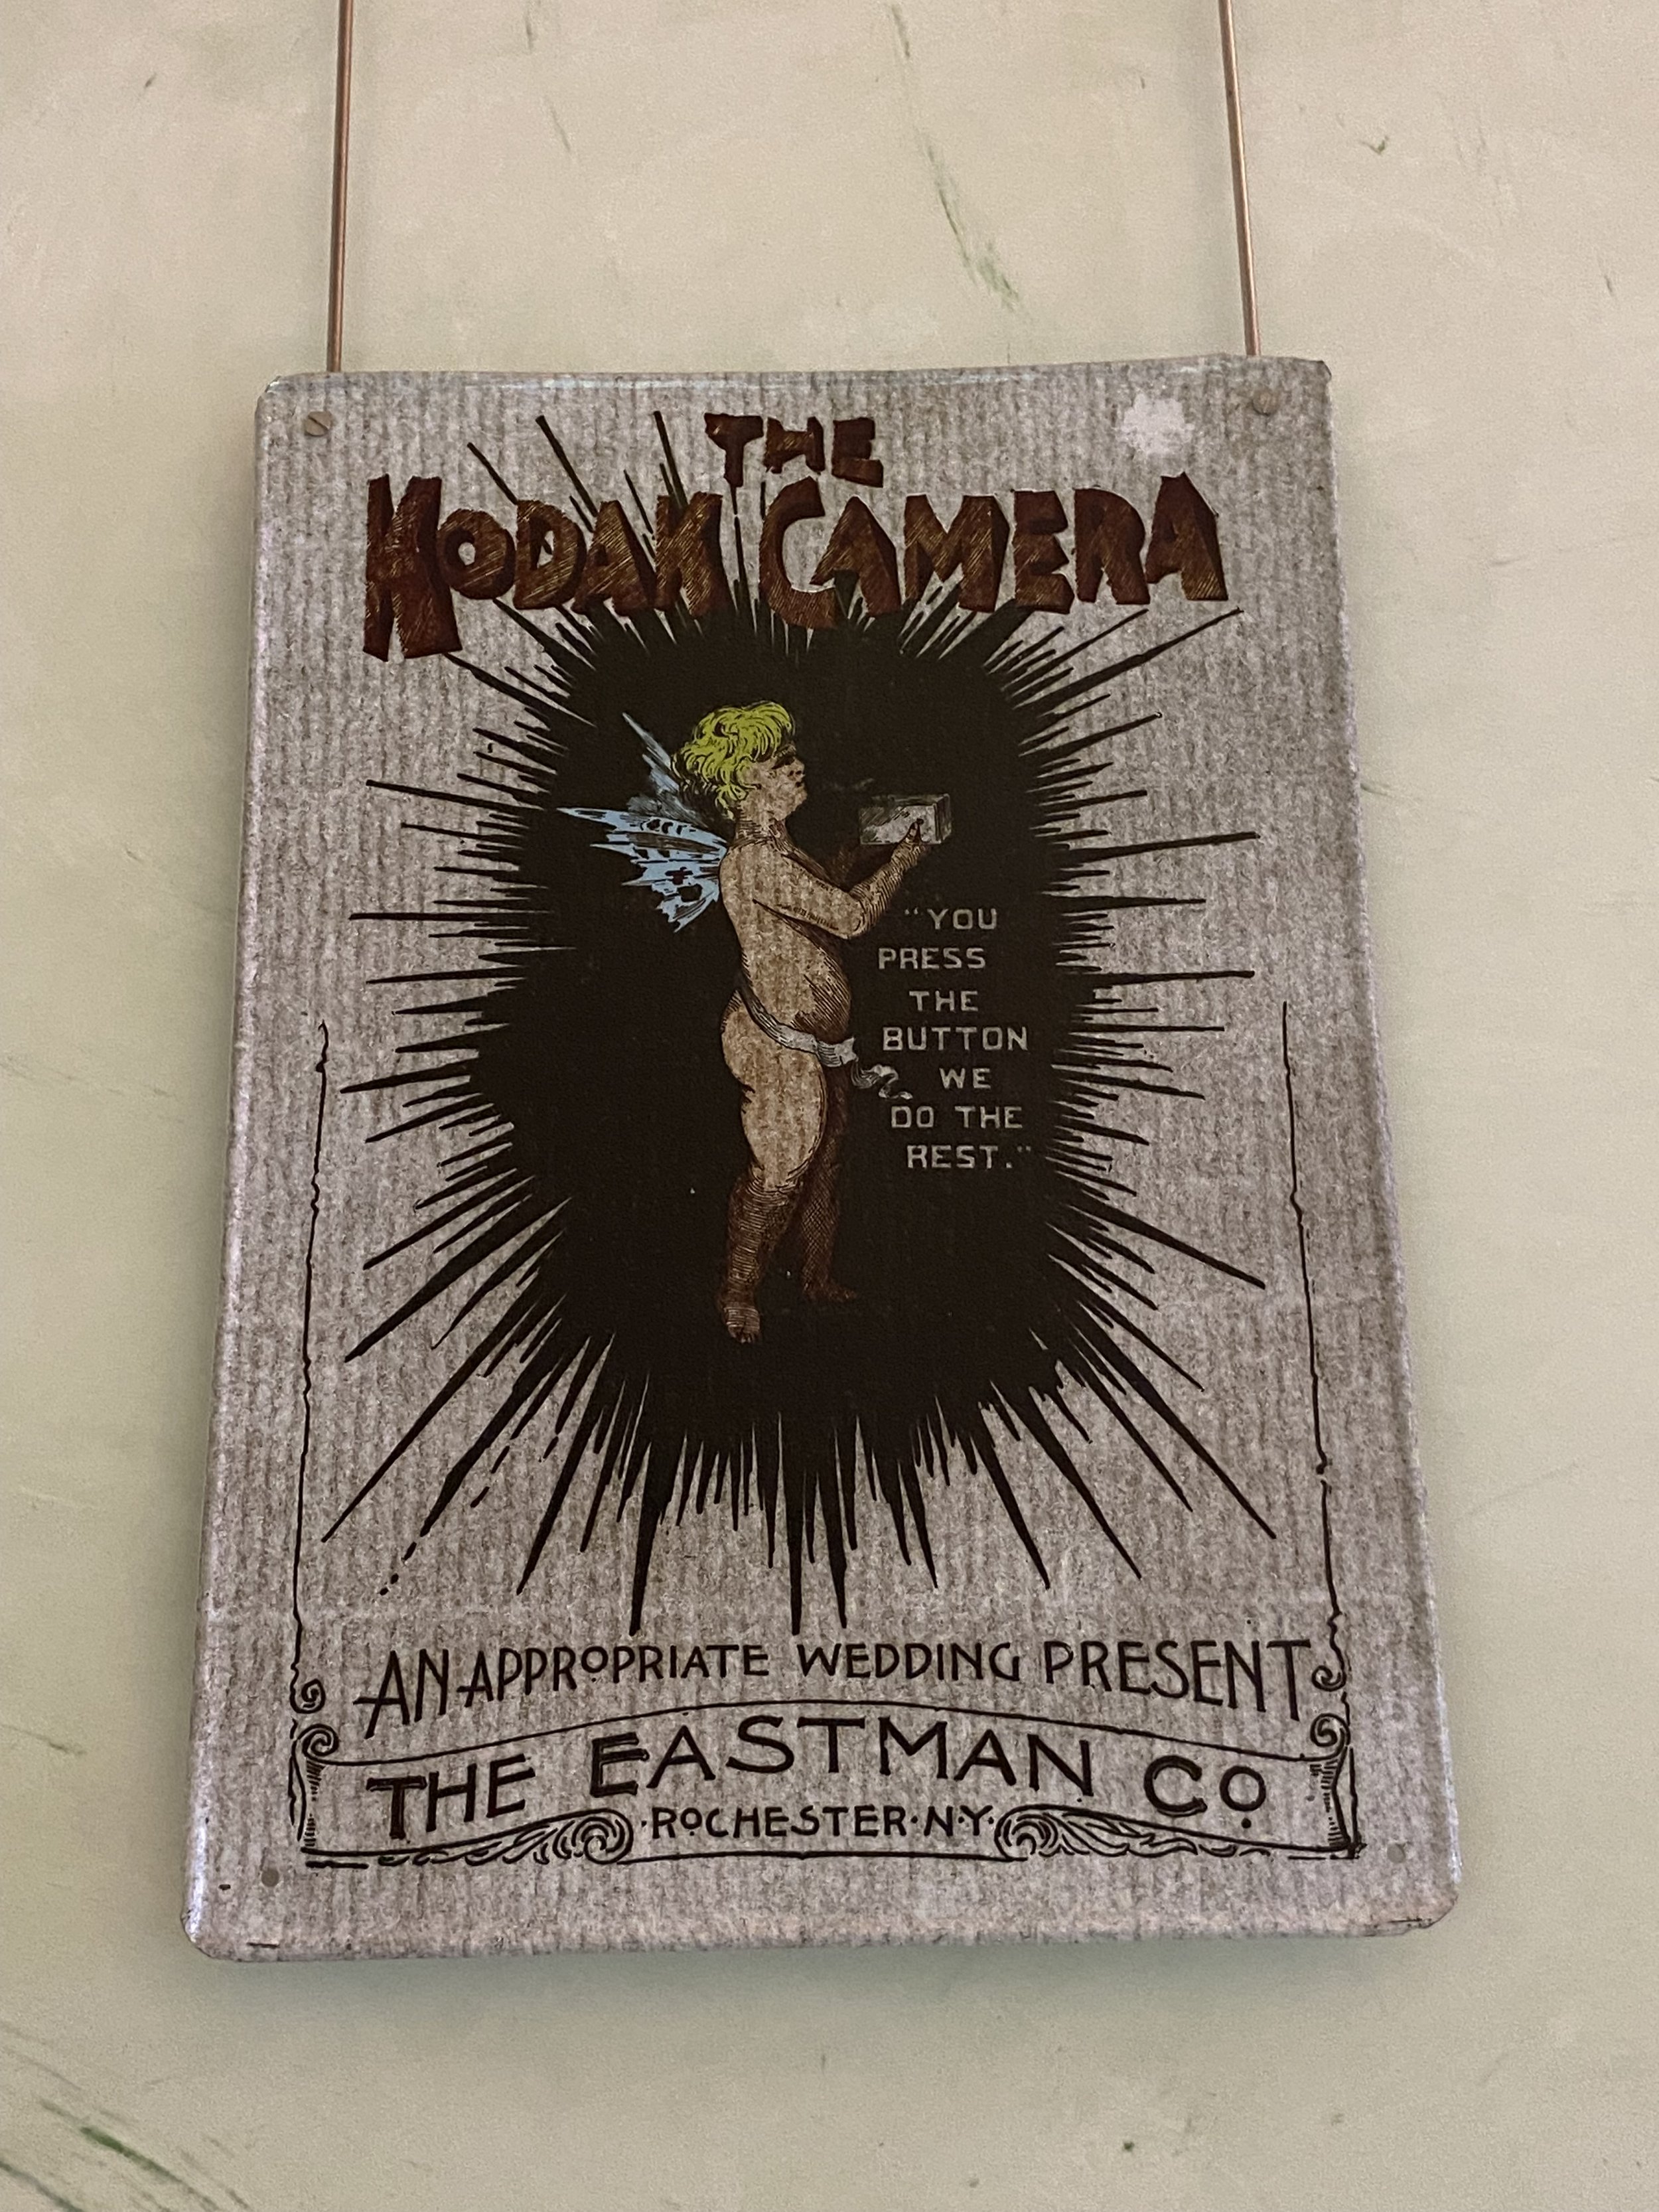 THE
KODAK CAMERA
"YOU
PRESS
THE
BUTTON
WE
DO THE
REST."
AN APPROPRIATE WEDDING PRESENT
THE EASTMAN Co
·ROCHESTER·N·Y·